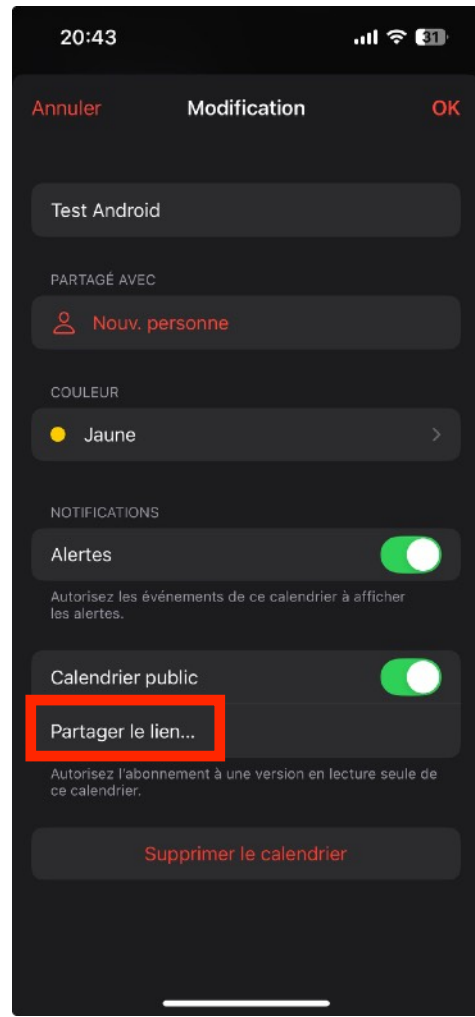 20:43
31
Annuler Modification OK
Test Android
PARTAGÉ AVEC
Nouv. personne
COULEUR
Jaune
NOTIFICATIONS
Alertes
Autorisez les événements de ce calendrier à afficher
les alertes.
Calendrier public
Partager le lien...
Autorisez l'abonnement à une version en lecture seule de
ce calendrier.
Supprimer le calendrier